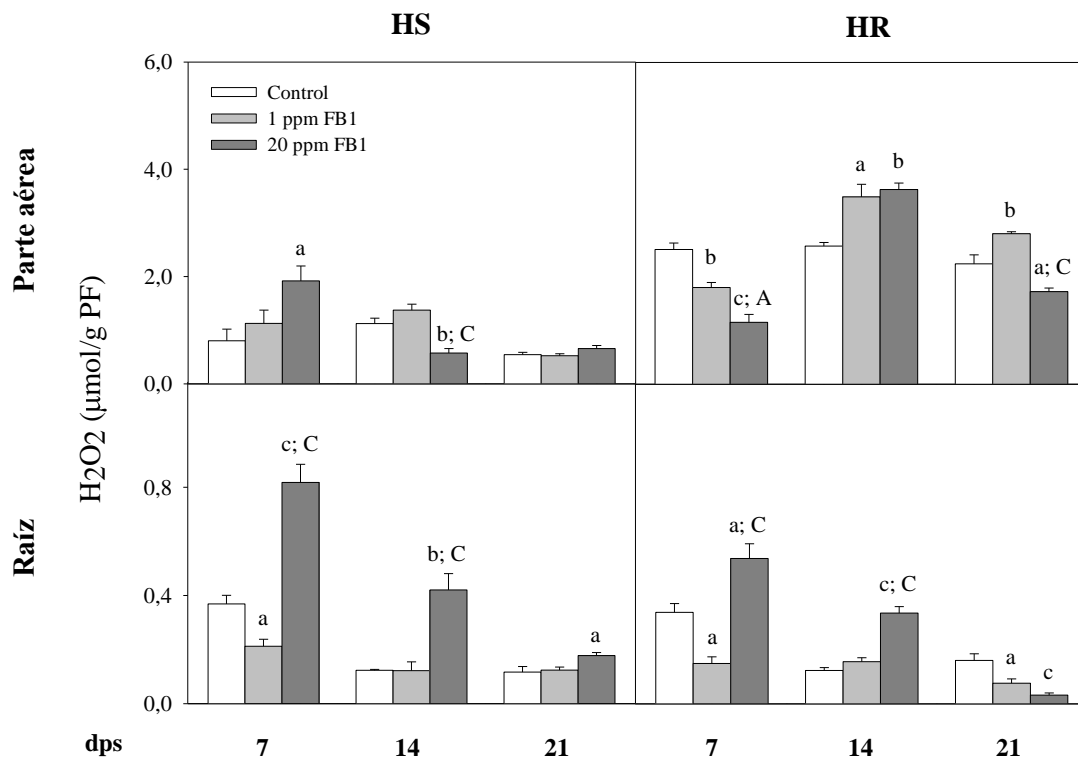 HS
HR
6,0
4,0
2,0
0,0
0,8
0,4
0,0
Parte aérea
Raíz
H2O2 (μmol/g PF)
Control
1 ppm FB1
20 ppm FB1
a
b; C
b
c; A
a
b
b
a; C
c; C
a
b; C
a
a; C
a
c; C
a
c
dps
7
14
21
7
14
21